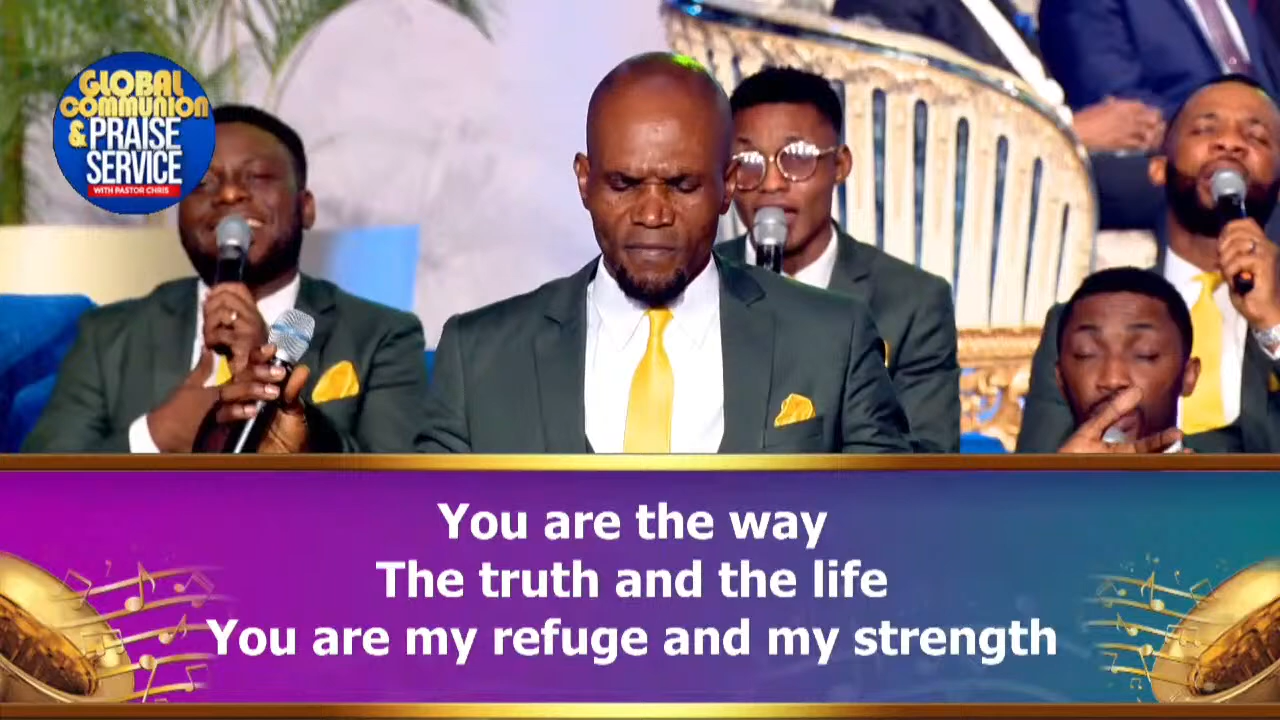 GLOBAL
COMMUNION
& PRAISE
SERVICE
WITH PASTOR CHRIS
You are the way
The truth and the life
You are my refuge and my strength